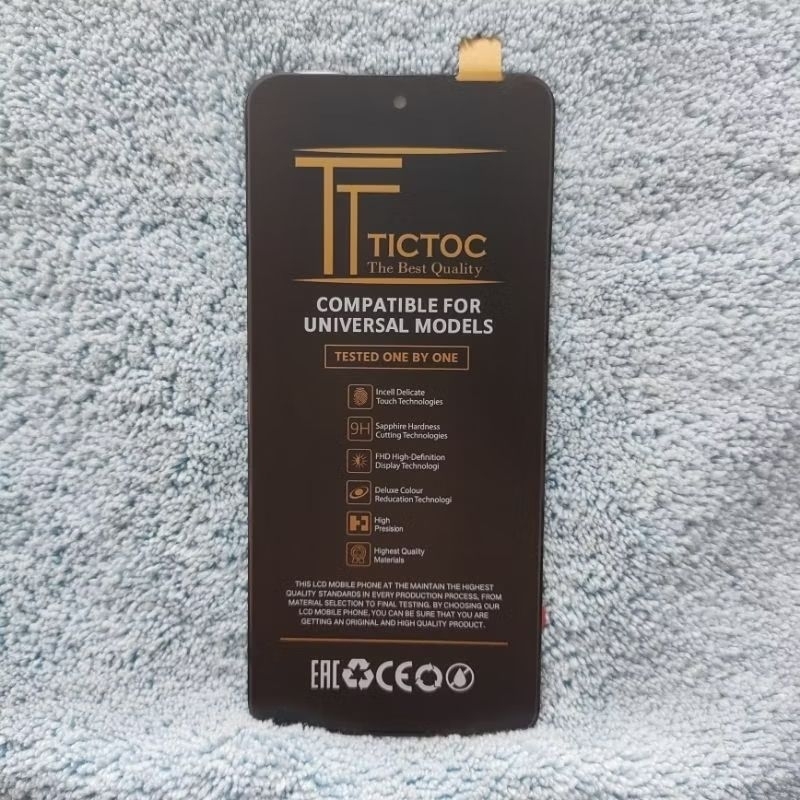 TT
TICTOC
The Best Quality
COMPATIBLE FOR
UNIVERSAL MODELS
TESTED ONE BY ONE
Incell Delicate
Touch Technologies
9H
Sapphire Hardness
Cutting Technologies
FHD High-Definition
Display Technologi
Deluxe Colour
Reducation Technologi
High
Presision
Highest Quality
Materials
THIS LCD MOBILE PHONE AT THE MAINTAIN THE HIGHEST
QUALITY STANDARDS IN EVERY PRODUCTION PROCESS, FROM
MATERIAL SELECTION TO FINAL TESTING. BY CHOOSING OUR
LCD MOBILE PHONE, YOU CAN BE SURE THAT YOU ARE
GETTING AN ORIGINAL AND HIGH QUALITY PRODUCT.
EAC CE